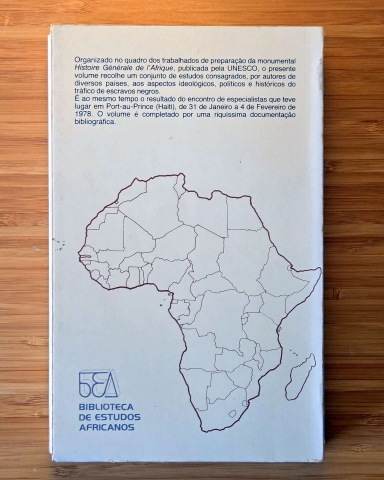 Organizado no quadro dos trabalhados de preparação da monumental
Histoire Générale de l'Afrique, publicada pela UNESCO, o presente
volume recolhe um conjunto de estudos consagrados, por autores de
diversos países, aos aspectos ideológicos, políticos e históricos do
tráfico de escravos negros.
É ao mesmo tempo o resultado do encontro de especialistas que teve
lugar em Port-au-Prince (Haiti), de 31 de Janeiro a 4 de Fevereiro de
1978. O volume é completado por uma riquíssima documentação
bibliográfica.
BEA
BIBLIOTECA
DE ESTUDOS
AFRICANOS